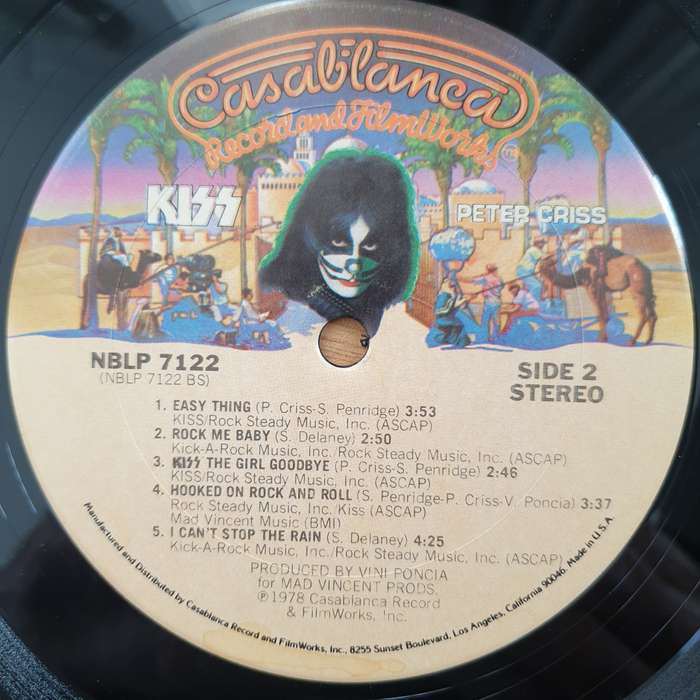 Casablanca
Record and FilmWorks
KISS
PETER CRISS
NBLP 7122
(NBLP 7122 BS)
SIDE 2
STEREO
1. EASY THING (P. Criss-S. Penridge) 3:53
KISS/Rock Steady Music, Inc. (ASCAP)
2. ROCK ME BABY (S. Delaney) 2:50
Kick-A-Rock Music, Inc./Rock Steady Music, Inc. (ASCAP)
3. KISS THE GIRL GOODBYE (P. Criss-S. Penridge) 2:46
KISS/Rock Steady Music, Inc. (ASCAP)
4. HOOKED ON ROCK AND ROLL (S. Penridge-P. Criss-V. Poncia) 3:37
Rock Steady Music, Inc./Kiss (ASCAP)
Mad Vincent Music (BMI)
5. I CAN'T STOP THE RAIN (S. Delaney) 4:25
Kick-A-Rock Music, Inc./Rock Steady Music, Inc. (ASCAP)
PRODUCED BY VINI PONCIA
for MAD VINCENT PRODS.
℗ 1978 Casablanca Record
& FilmWorks, Inc.
Manufactured and Distributed by Casablanca Record and FilmWorks, Inc., 8255 Sunset Boulevard, Los Angeles, California 90046. Made in U.S.A.